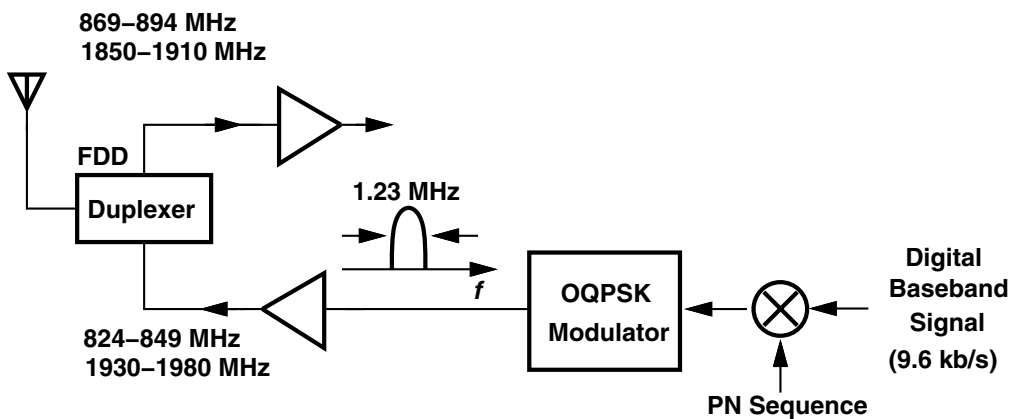 869–894 MHz
1850–1910 MHz
FDD
Duplexer
1.23 MHz
f
OQPSK
Modulator
Digital
Baseband
Signal
(9.6 kb/s)
824–849 MHz
1930–1980 MHz
PN Sequence